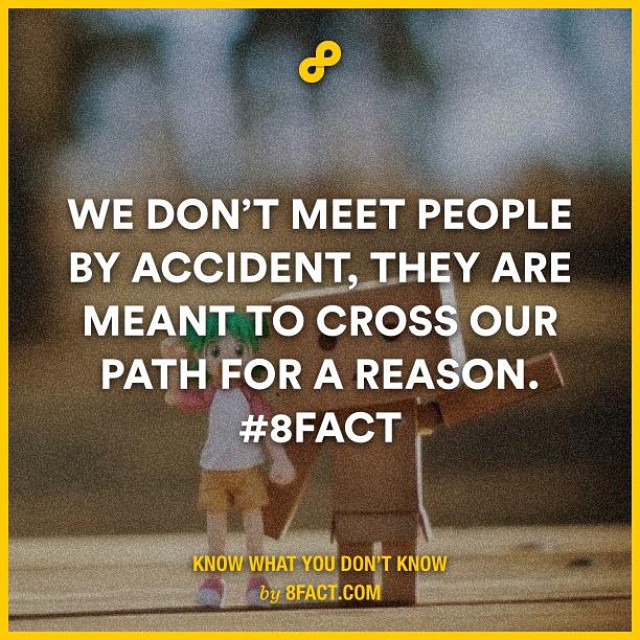 WE DON'T MEET PEOPLE
BY ACCIDENT, THEY ARE
MEANT TO CROSS OUR
PATH FOR A REASON.
#8FACT
KNOW WHAT YOU DON'T KNOW
by 8FACT.COM